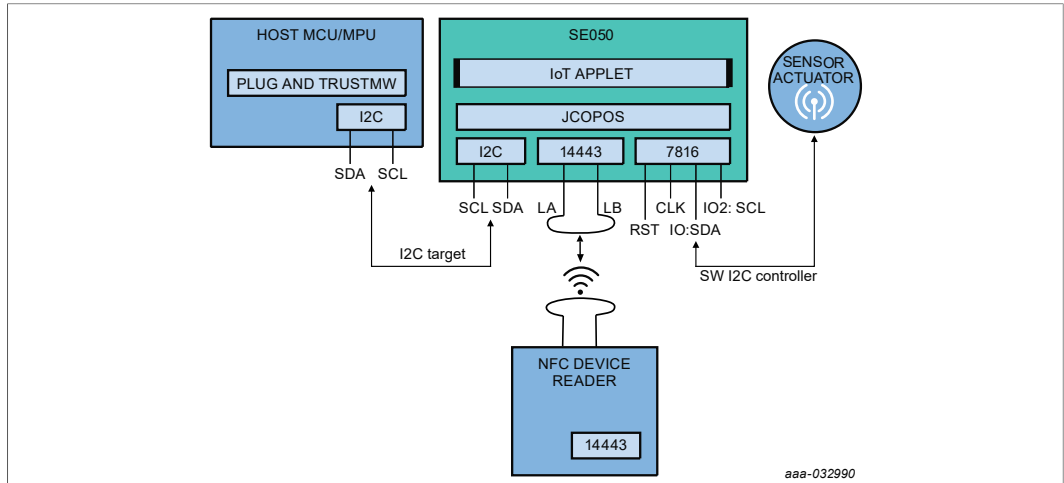 HOST MCU/MPU
PLUG AND TRUSTMW
I2C
SDA SCL
SE050
IoT APPLET
JCOPOS
I2C 14443 7816
SCL SDA LA LB CLK IO2: SCL
RST IO:SDA
SENSOR
ACTUATOR
I2C target
SW I2C controller
NFC DEVICE
READER
14443
aaa-032990